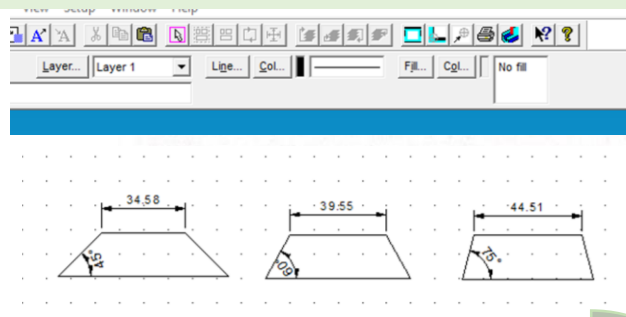 View Setup Window Help
Layer... Layer 1 Line... Col... Fill... Col... No fill
34,58 39.55 44.51
45° 60° 75°